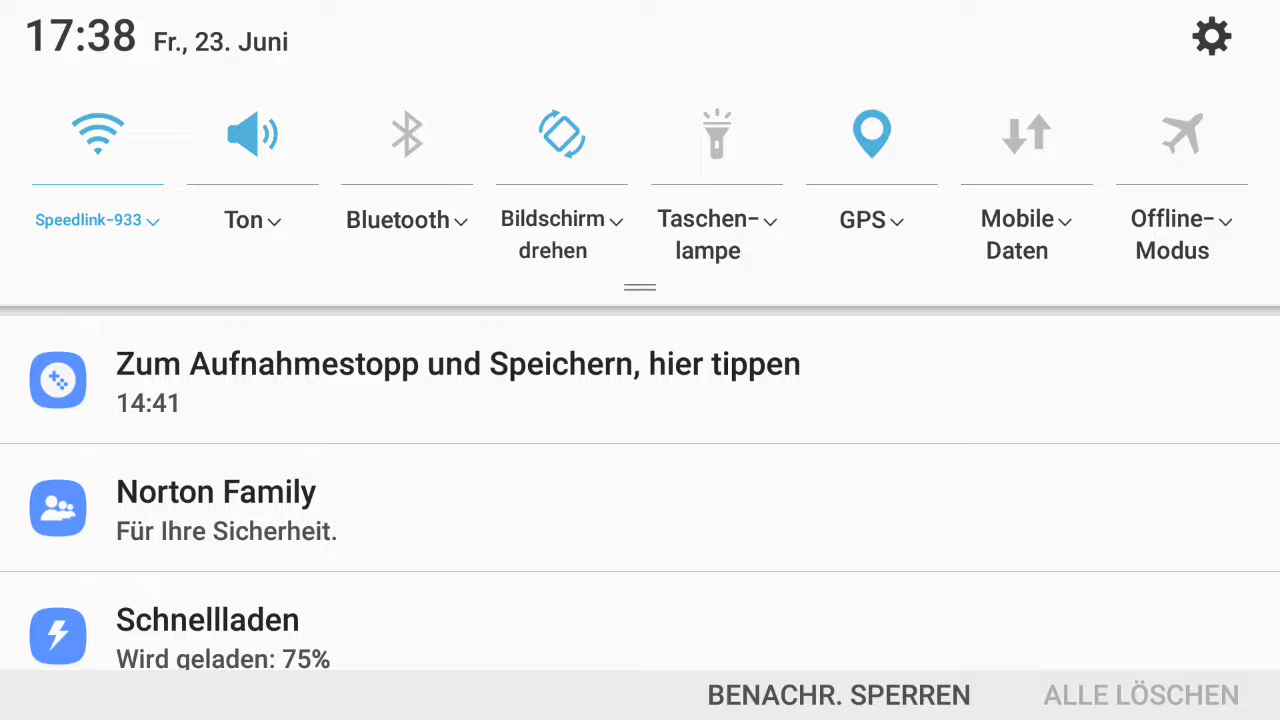 17:38 Fr., 23. Juni
Speedlink-933 Ton Bluetooth Bildschirm Taschen- GPS Mobile Offline-
drehen lampe Daten Modus
Zum Aufnahmestopp und Speichern, hier tippen
14:41
Norton Family
Für Ihre Sicherheit.
Schnellladen
Wird geladen: 75%
BENACHR. SPERREN ALLE LÖSCHEN